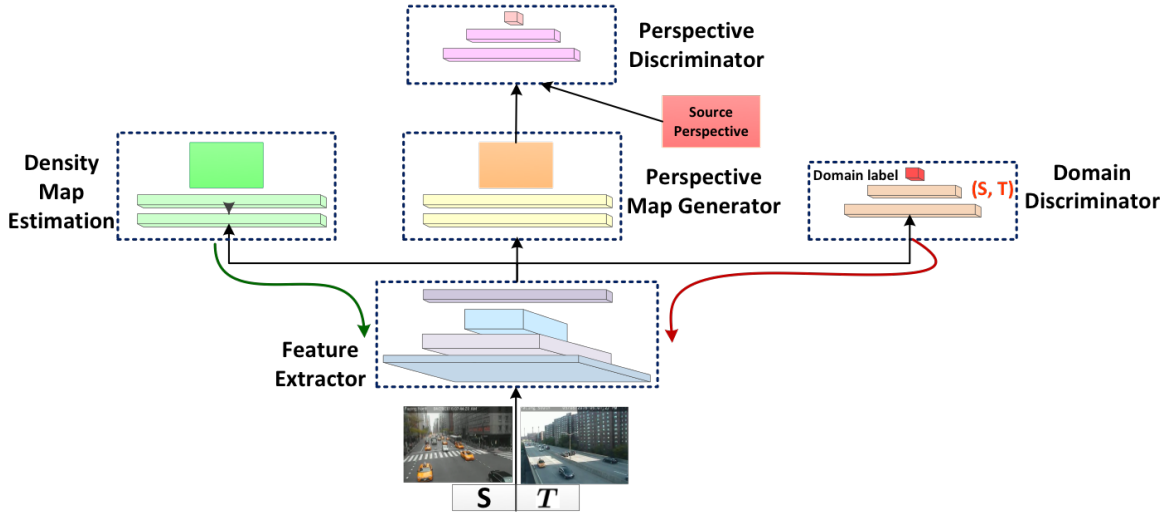 Perspective
Discriminator
Source
Perspective
Density
Map
Estimation
Perspective
Map Generator
Domain label
(S, T)
Domain
Discriminator
Feature
Extractor
S
T